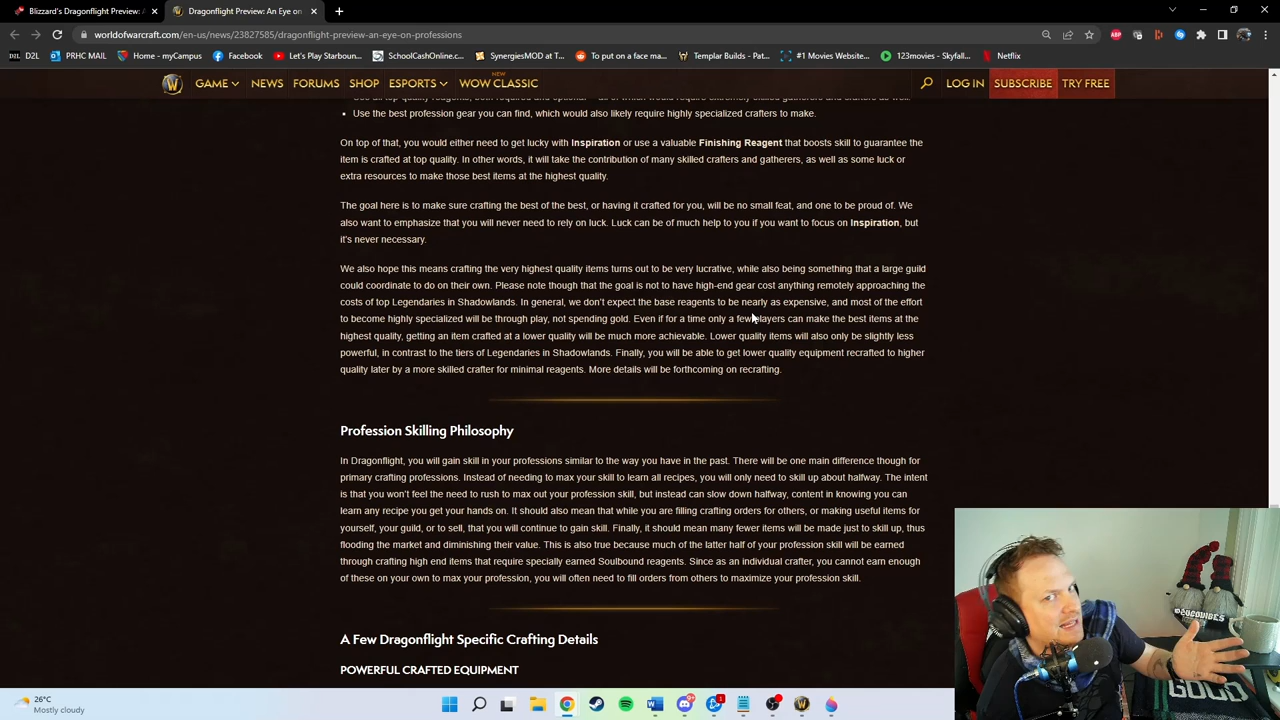 Blizzard's Dragonflight Preview: A
Dragonflight Preview: An Eye on
worldofwarcraft.com/en-us/news/23827585/dragonflight-preview-an-eye-on-professions
D2L
PRHC MAIL
Home - myCampus
Facebook
Let's Play Starboun...
SchoolCashOnline.c...
SynergiesMOD at T...
To put on a face ma...
Templar Builds - Pat...
#1 Movies Website...
123movies - Skyfall...
Netflix
GAME
NEWS
FORUMS
SHOP
ESPORTS
NEW
WOW CLASSIC
LOG IN
SUBSCRIBE
TRY FREE
Use the best profession gear you can find, which would also likely require highly specialized crafters to make.
On top of that, you would either need to get lucky with Inspiration or use a valuable Finishing Reagent that boosts skill to guarantee the
item is crafted at top quality. In other words, it will take the contribution of many skilled crafters and gatherers, as well as some luck or
extra resources to make those best items at the highest quality.
The goal here is to make sure crafting the best of the best, or having it crafted for you, will be no small feat, and one to be proud of. We
also want to emphasize that you will never need to rely on luck. Luck can be of much help to you if you want to focus on Inspiration, but
it's never necessary.
We also hope this means crafting the very highest quality items turns out to be very lucrative, while also being something that a large guild
could coordinate to do on their own. Please note though that the goal is not to have high-end gear cost anything remotely approaching the
costs of top Legendaries in Shadowlands. In general, we don't expect the base reagents to be nearly as expensive, and most of the effort
to become highly specialized will be through play, not spending gold. Even if for a time only a few players can make the best items at the
highest quality, getting an item crafted at a lower quality will be much more achievable. Lower quality items will also only be slightly less
powerful, in contrast to the tiers of Legendaries in Shadowlands. Finally, you will be able to get lower quality equipment recrafted to higher
quality later by a more skilled crafter for minimal reagents. More details will be forthcoming on recrafting.
Profession Skilling Philosophy
In Dragonflight, you will gain skill in your professions similar to the way you have in the past. There will be one main difference though for
primary crafting professions. Instead of needing to max your skill to learn all recipes, you will only need to skill up about halfway. The intent
is that you won't feel the need to rush to max out your profession skill, but instead can slow down halfway, content in knowing you can
learn any recipe you get your hands on. It should also mean that while you are filling crafting orders for others, or making useful items for
yourself, your guild, or to sell, that you will continue to gain skill. Finally, it should mean many fewer items will be made just to skill up, thus
flooding the market and diminishing their value. This is also true because much of the latter half of your profession skill will be earned
through crafting high end items that require specially earned Soulbound reagents. Since as an individual crafter, you cannot earn enough
of these on your own to max your profession, you will often need to fill orders from others to maximize your profession skill.
A Few Dragonflight Specific Crafting Details
POWERFUL CRAFTED EQUIPMENT
26°C
Mostly cloudy
GOOD